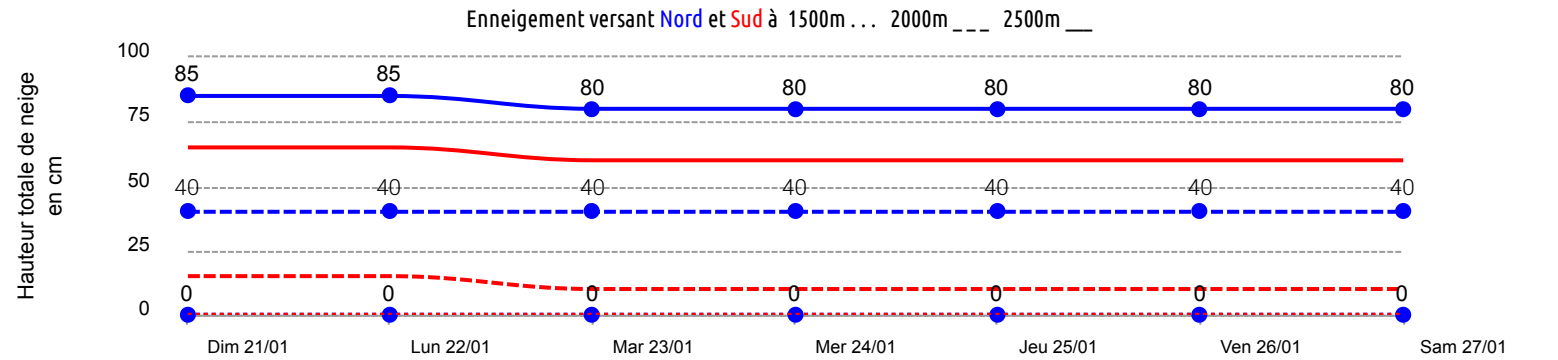 Enneigement versant Nord et Sud à 1500m . . . 2000m _ _ _ 2500m __
Hauteur totale de neige
en cm
100
75
50
25
0
85 85 80 80 80 80 80
40 40 40 40 40 40 40
0 0 0 0 0 0 0
Dim 21/01 Lun 22/01 Mar 23/01 Mer 24/01 Jeu 25/01 Ven 26/01 Sam 27/01